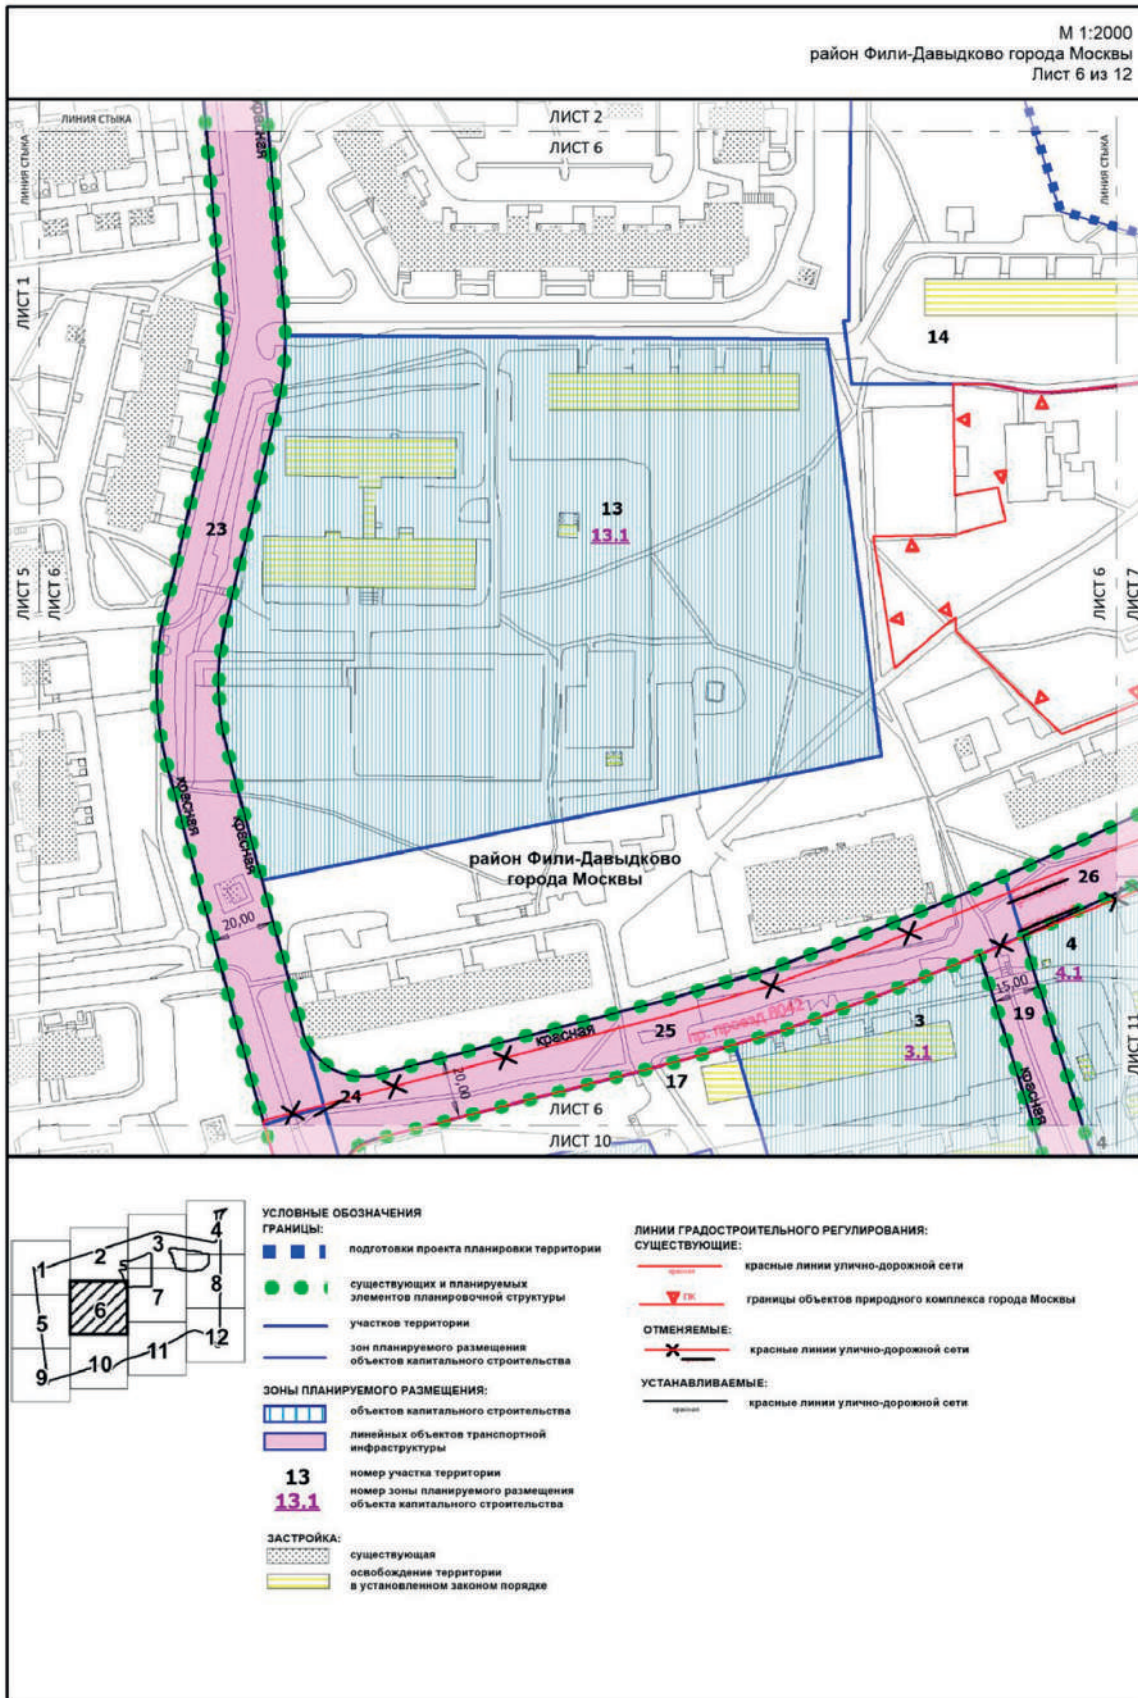 М 1:2000
район Фили-Давыдково города Москвы
Лист 6 из 12
ЛИНИЯ СТЫКА
ЛИНИЯ СТЫКА
ЛИСТ 2
ЛИСТ 6
ЛИНИЯ СТЫКА
ЛИСТ 1
14
23
13
13.1
ЛИСТ 5
ЛИСТ 6
ЛИСТ 6
ЛИСТ 7
красная
красная
район Фили-Давыдково
города Москвы
20,00
26
4
4.1
15,00
19
красная
25
пр. проезд 6042
3
3.1
красная
17
24
20,00
ЛИСТ 11
ЛИСТ 6
ЛИСТ 10
4
УСЛОВНЫЕ ОБОЗНАЧЕНИЯ
ГРАНИЦЫ:
подготовки проекта планировки территории
существующих и планируемых
элементов планировочной структуры
участков территории
зон планируемого размещения
объектов капитального строительства
ЗОНЫ ПЛАНИРУЕМОГО РАЗМЕЩЕНИЯ:
объектов капитального строительства
линейных объектов транспортной
инфраструктуры
13 номер участка территории
13.1 номер зоны планируемого размещения
объекта капитального строительства
ЗАСТРОЙКА:
существующая
освобождение территории
в установленном законом порядке
ЛИНИИ ГРАДОСТРОИТЕЛЬНОГО РЕГУЛИРОВАНИЯ:
СУЩЕСТВУЮЩИЕ:
красная
красные линии улично-дорожной сети
ПК
границы объектов природного комплекса города Москвы
ОТМЕНЯЕМЫЕ:
красные линии улично-дорожной сети
УСТАНАВЛИВАЕМЫЕ:
красная
красные линии улично-дорожной сети
1
2
3
4
5
6
7
8
9
10
11
12